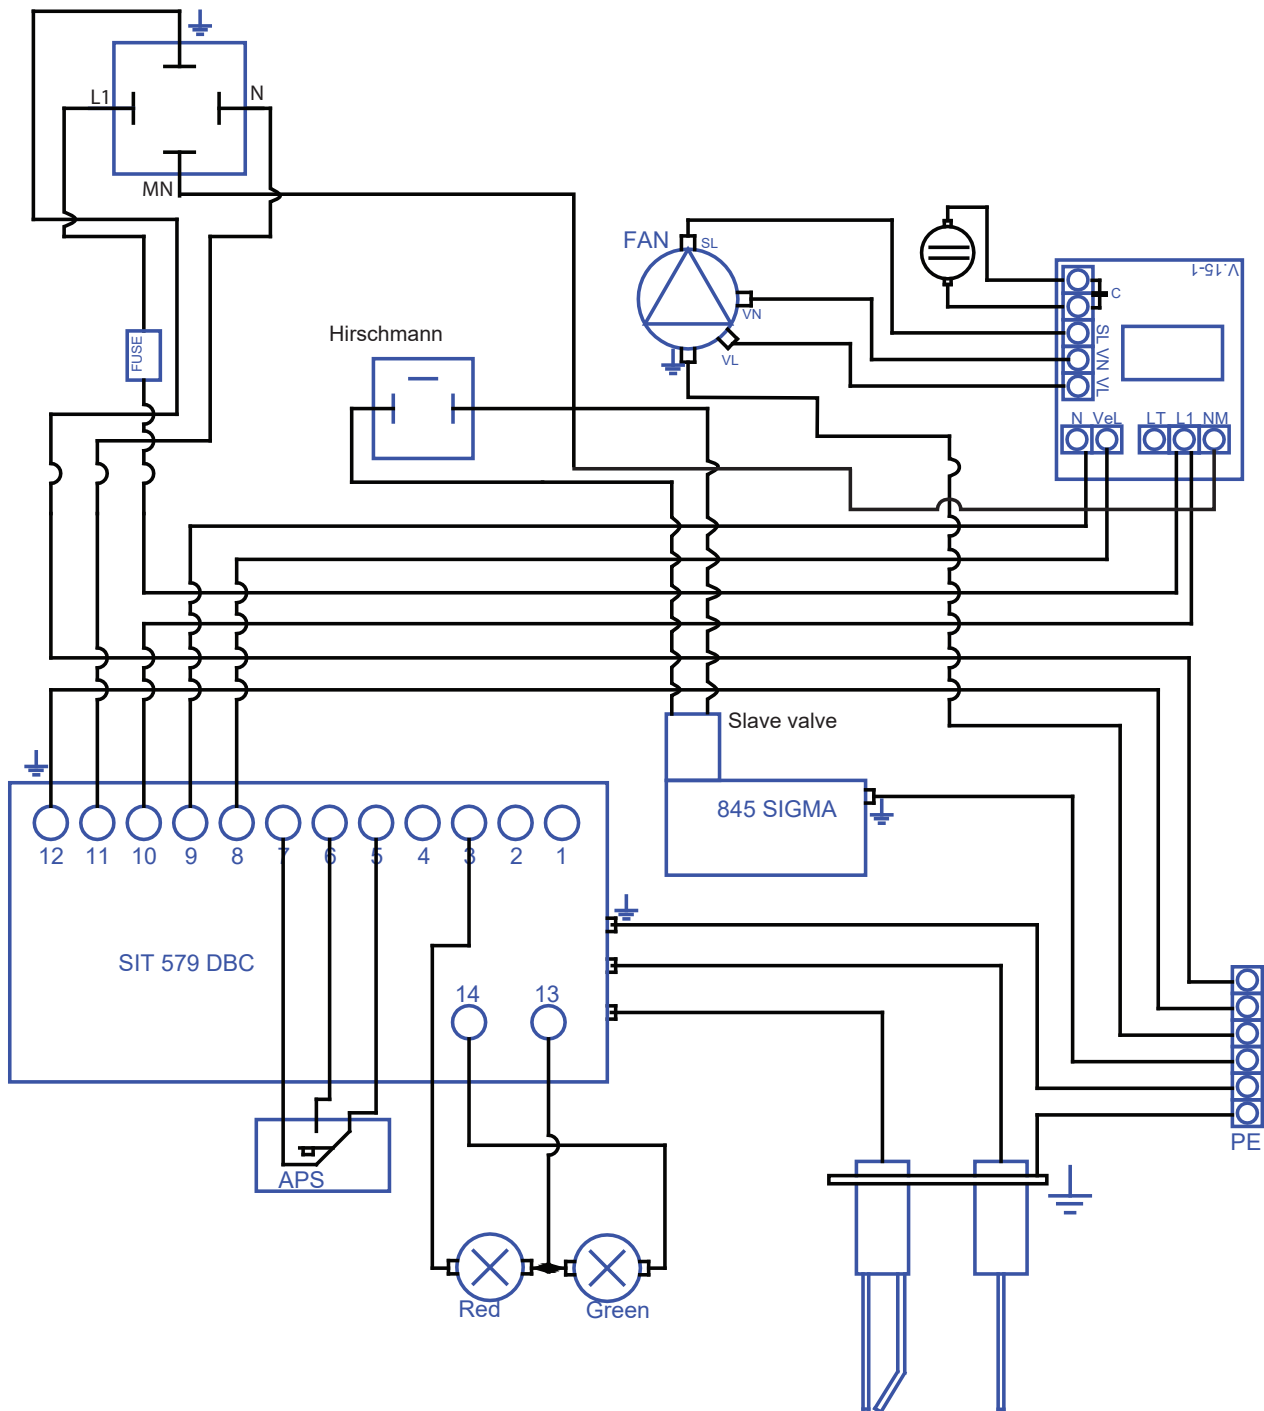 L1
N
MN
FAN
SL
VN
VL
V.15-1
C
SL VN VL
FUSE
Hirschmann
N VeL LT L1 NM
Slave valve
845 SIGMA
12 11 10 9 8 7 6 5 4 3 2 1
SIT 579 DBC
14 13
PE
APS
Red
Green